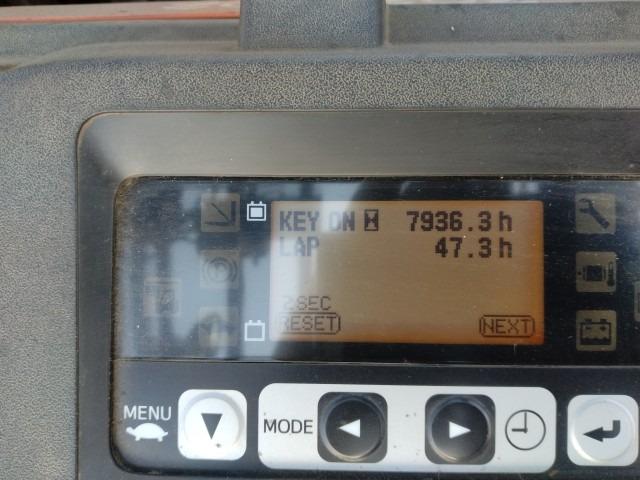 KEY ON 7936.3 h
LAP 47.3 h
2SEC
RESET NEXT
MENU
MODE